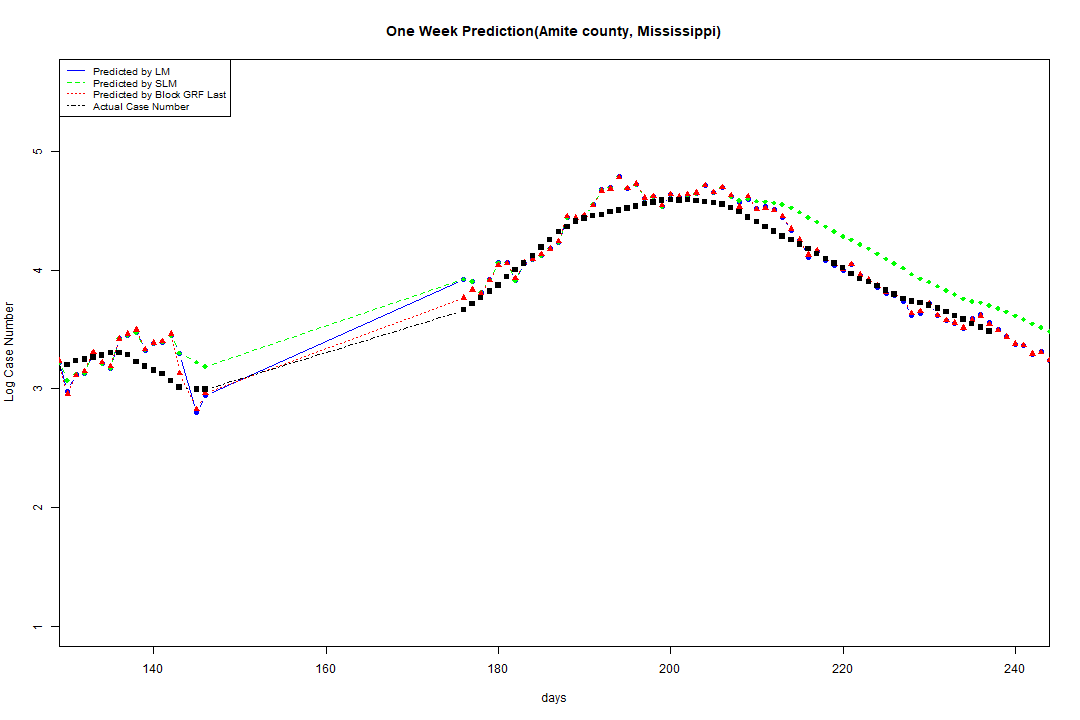 One Week Prediction(Amite county, Mississippi)
Predicted by LM
Predicted by SLM
Predicted by Block GRF Last
Actual Case Number
5
4
3
2
1
Log Case Number
140 160 180 200 220 240
days